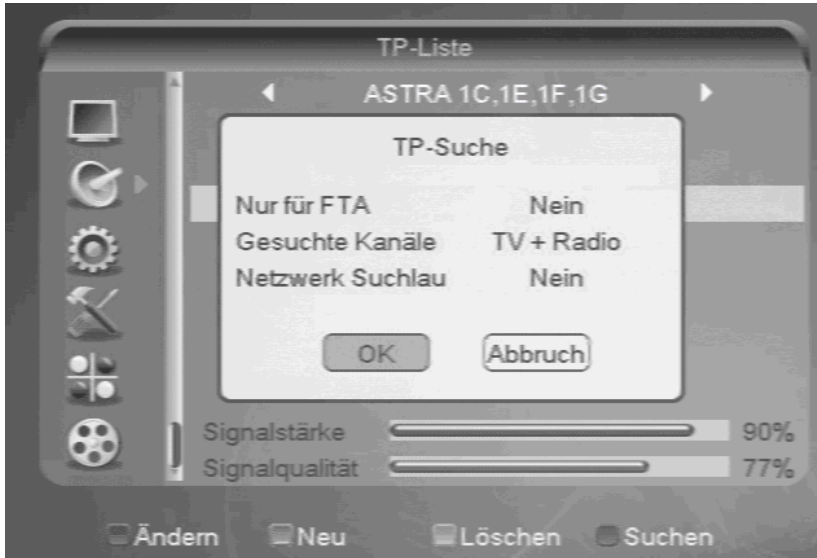 TP-Liste
ASTRA 1C,1E,1F,1G
TP-Suche
Nur für FTA Nein
Gesuchte Kanäle TV + Radio
Netzwerk Suchlau Nein
OK Abbruch
Signalstärke 90%
Signalqualität 77%
Ändern Neu Löschen Suchen